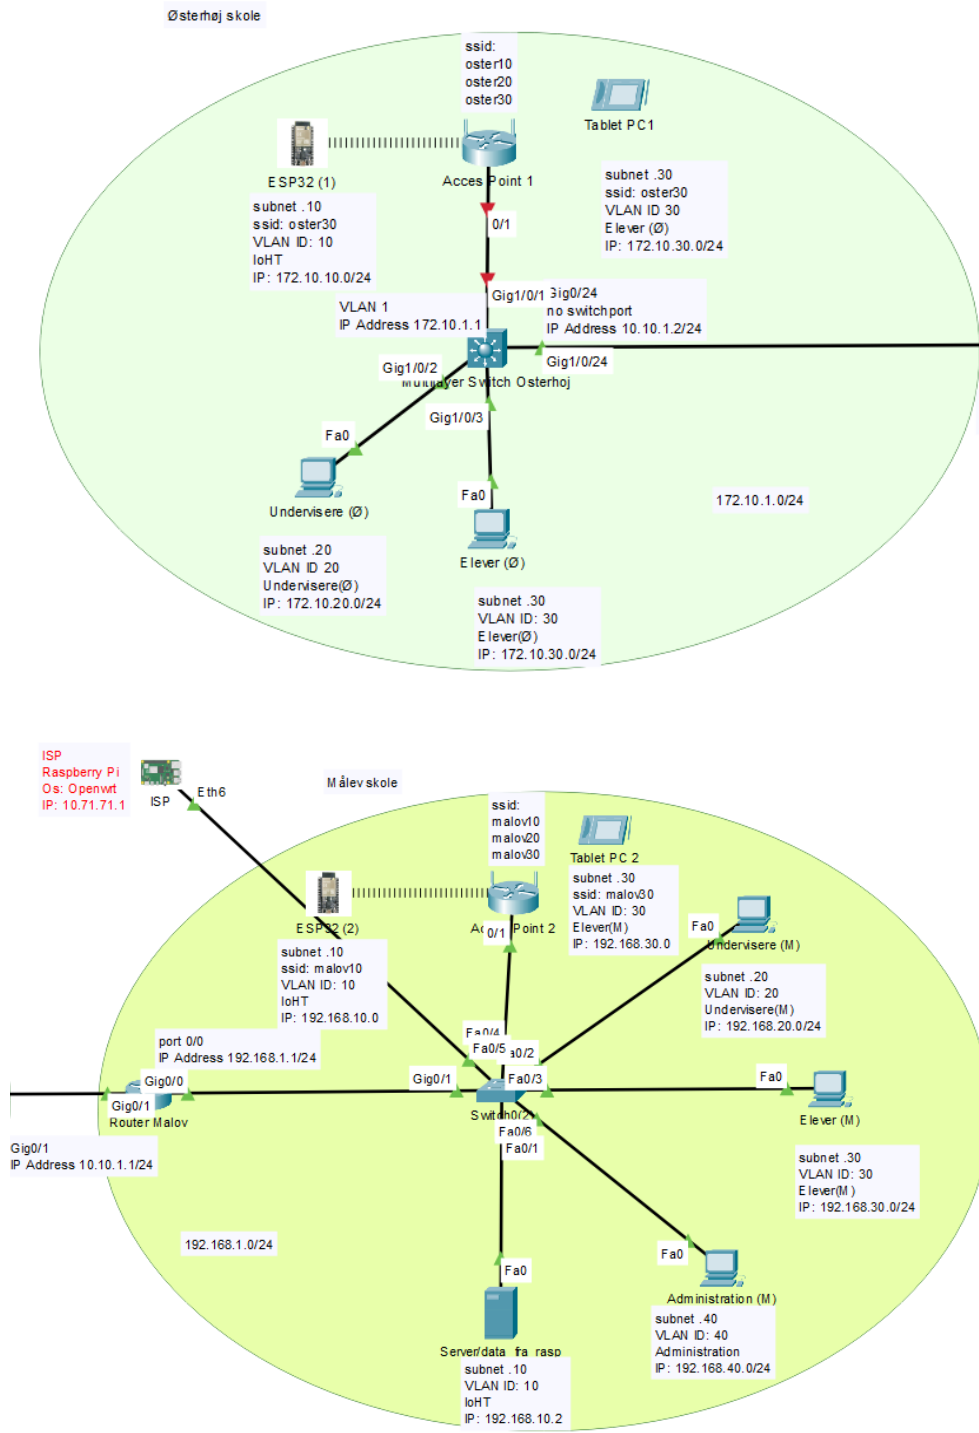 Østerhøj skole
ssid:
oster10
oster20
oster30
Tablet PC1
ESP32 (1)
Acces Point 1
subnet .10
ssid: oster30
VLAN ID: 10
IoHT
IP: 172.10.10.0/24
subnet .30
ssid: oster30
VLAN ID 30
Elever (Ø)
IP: 172.10.30.0/24
0/1
VLAN 1
IP Address 172.10.1.1
Gig1/0/1
Gig0/24
no switchport
IP Address 10.10.1.2/24
Gig1/0/24
Gig1/0/2
Multilayer Switch Osterhoj
Gig1/0/3
Fa0
Undervisere (Ø)
subnet .20
VLAN ID 20
Undervisere(Ø)
IP: 172.10.20.0/24
Fa0
Elever (Ø)
subnet .30
VLAN ID: 30
Elever(Ø)
IP: 172.10.30.0/24
172.10.1.0/24
ISP
Raspberry Pi
Os: Openwrt
IP: 10.71.71.1
ISP
Eth6
Målev skole
ssid:
malov10
malov20
malov30
Tablet PC 2
subnet .30
ssid: malov30
VLAN ID: 30
Elever(M)
IP: 192.168.30.0
ESP32 (2)
0/1
Point 2
subnet .10
ssid: malov10
VLAN ID: 10
IoHT
IP: 192.168.10.0
Fa0
Undervisere (M)
subnet .20
VLAN ID: 20
Undervisere(M)
IP: 192.168.20.0/24
port 0/0
IP Address 192.168.1.1/24
Gig0/0
Gig0/1
Router Malov
Gig0/1
IP Address 10.10.1.1/24
Gig0/1
Fa0/4
Fa0/5
Fa0/2
Fa0/3
Switch0(2)
Fa0/6
Fa0/1
Fa0
Elever (M)
subnet .30
VLAN ID: 30
Elever(M)
IP: 192.168.30.0/24
192.168.1.0/24
Fa0
Administration (M)
subnet .40
VLAN ID: 40
Administration
IP: 192.168.40.0/24
Fa0
Server/data fra rasp
subnet .10
VLAN ID: 10
IoHT
IP: 192.168.10.2